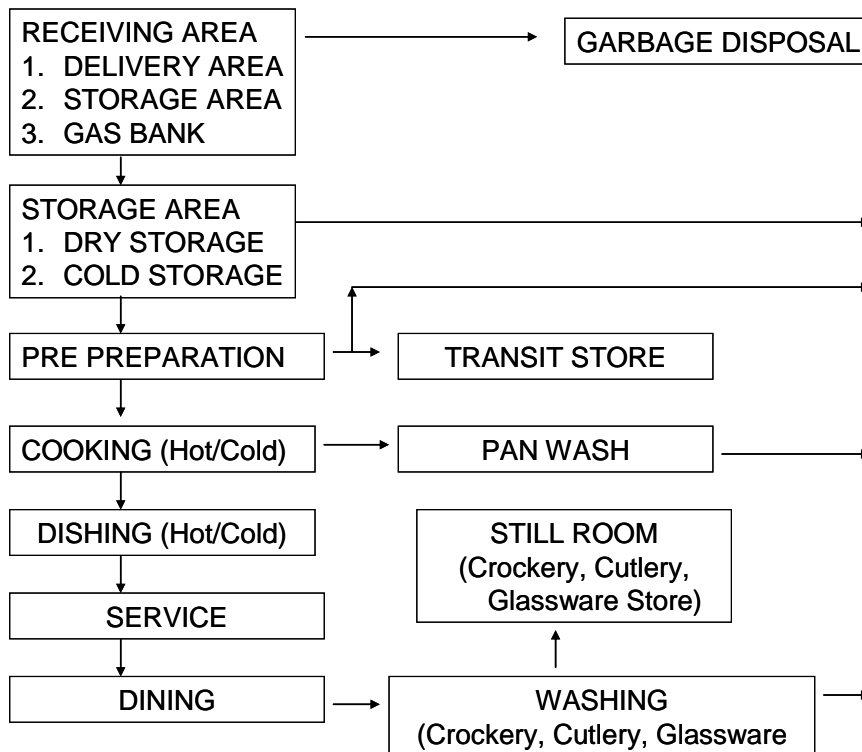 RECEIVING AREA
1. DELIVERY AREA
2. STORAGE AREA
3. GAS BANK
GARBAGE DISPOSAL
STORAGE AREA
1. DRY STORAGE
2. COLD STORAGE
PRE PREPARATION
TRANSIT STORE
COOKING (Hot/Cold)
PAN WASH
DISHING (Hot/Cold)
STILL ROOM
(Crockery, Cutlery,
Glassware Store)
SERVICE
DINING
WASHING
(Crockery, Cutlery, Glassware